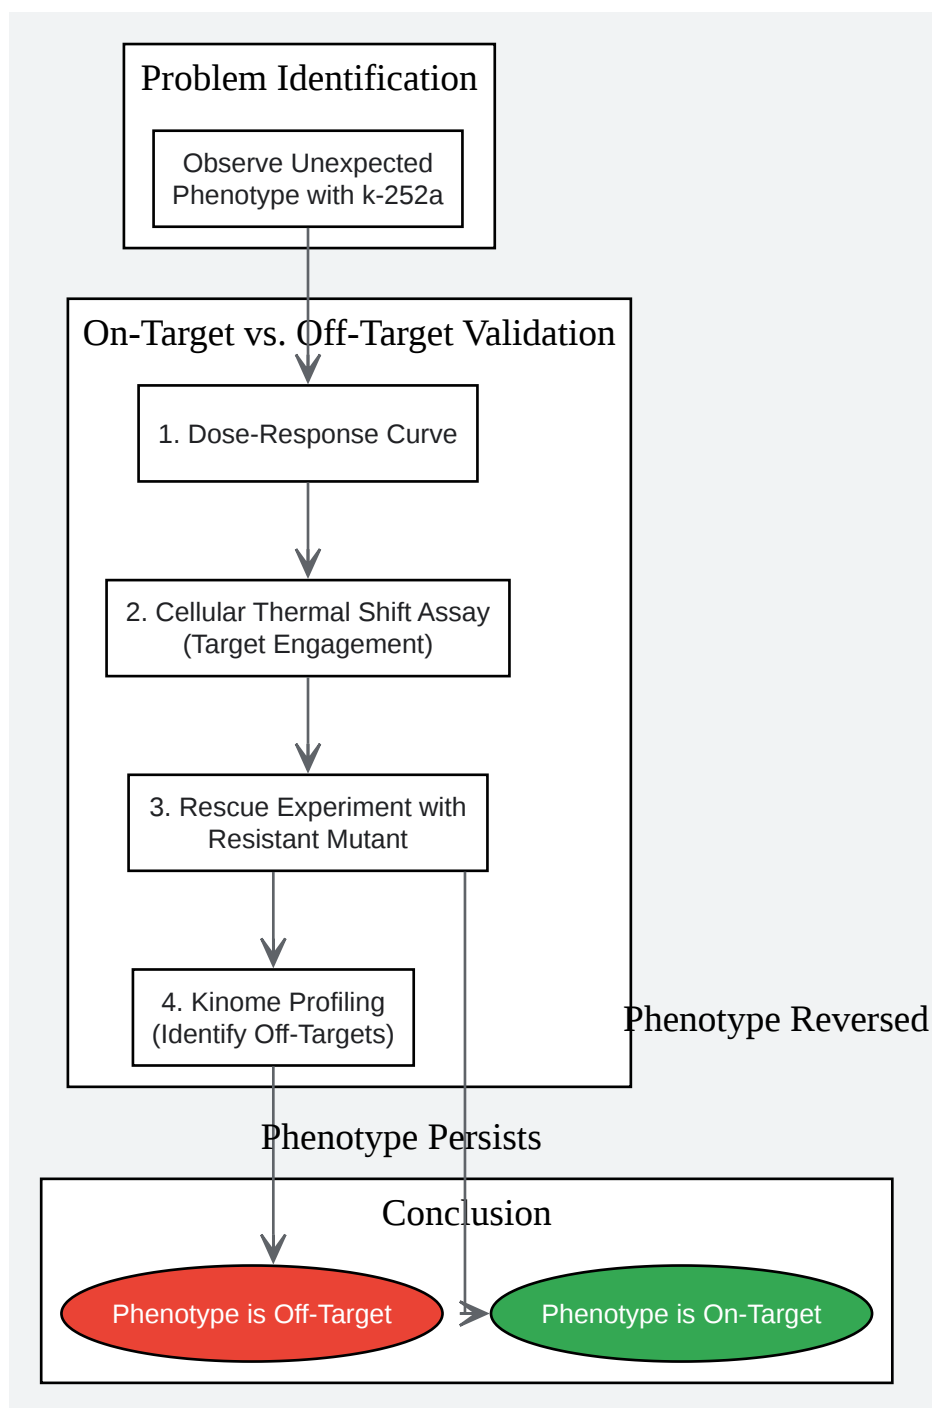 Problem Identification
Observe Unexpected
Phenotype with k-252a
On-Target vs. Off-Target Validation
1. Dose-Response Curve
2. Cellular Thermal Shift Assay
(Target Engagement)
3. Rescue Experiment with
Resistant Mutant
4. Kinome Profiling
(Identify Off-Targets)
Phenotype Reversed
Phenotype Persists
Conclusion
Phenotype is Off-Target
Phenotype is On-Target